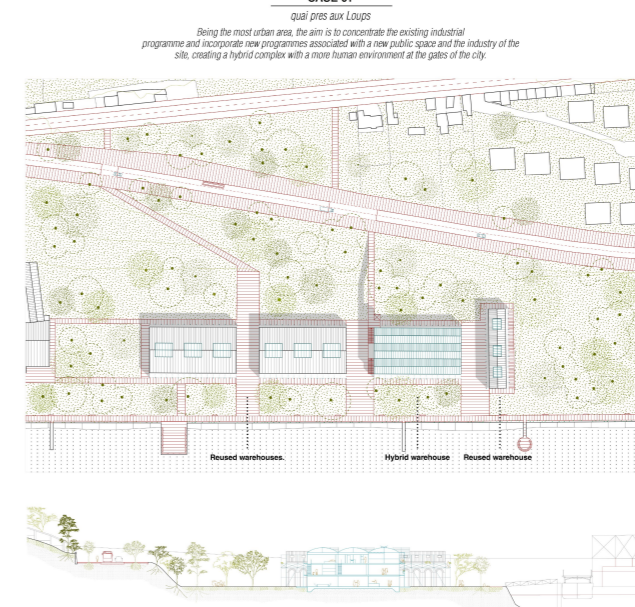 quai pres aux Loups
Being the most urban area, the aim is to concentrate the existing industrial
programme and incorporate new programmes associated with a new public space and the industry of the
site, creating a hybrid complex with a more human environment at the gates of the city.
Reused warehouses.
Hybrid warehouse
Reused warehouse